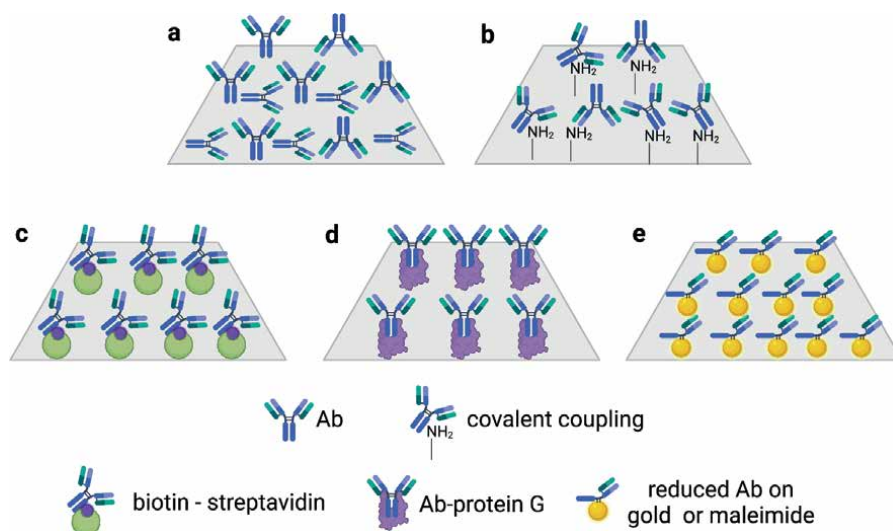 a
b
NH2
NH2
NH2
NH2
NH2
NH2
c
d
e
Ab
covalent coupling
NH2
biotin - streptavidin
Ab-protein G
reduced Ab on
gold or maleimide